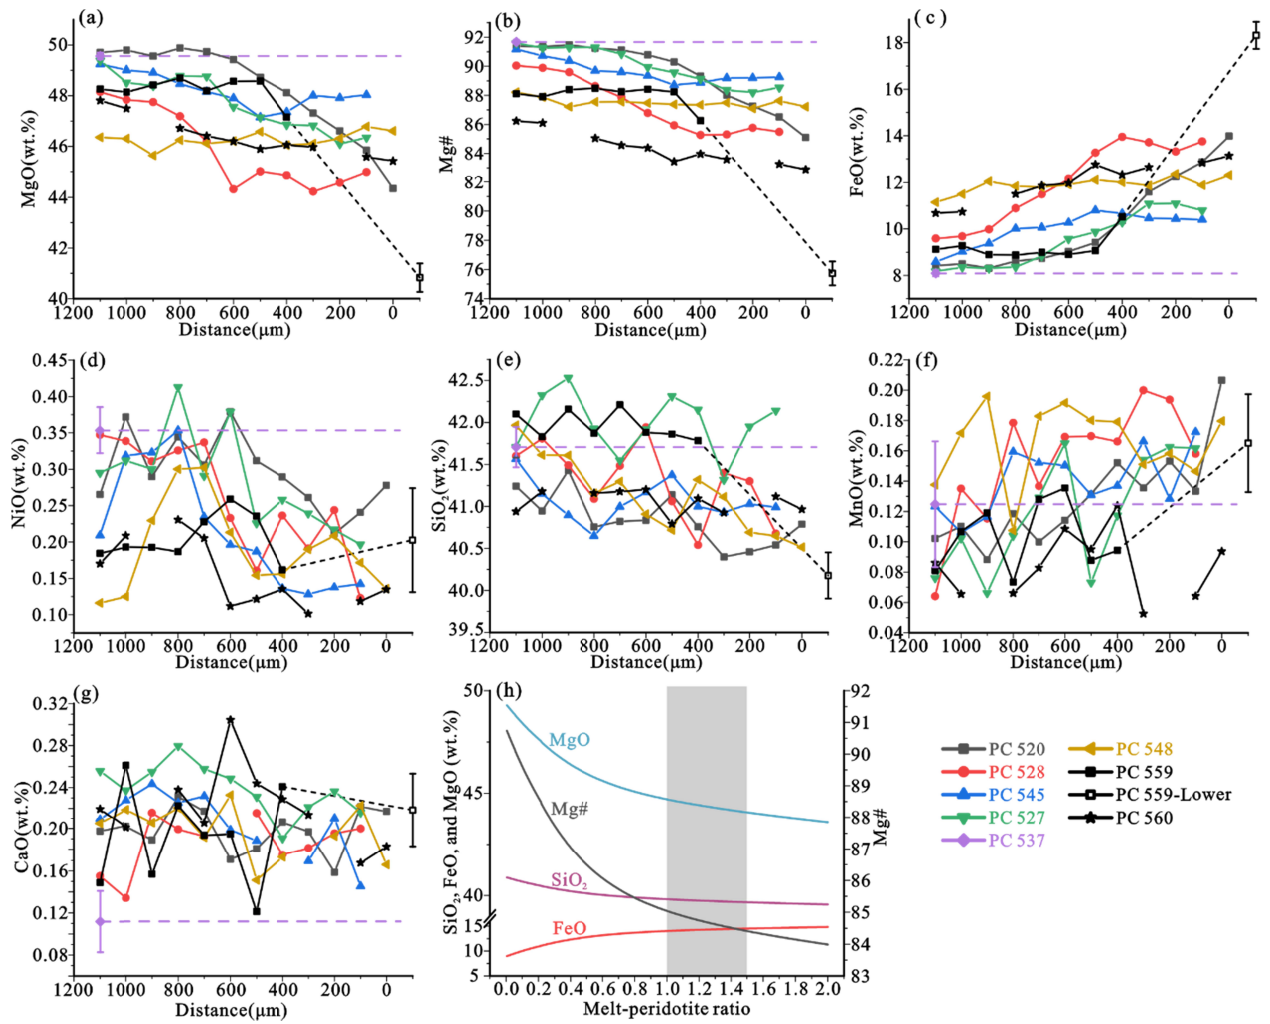 (a)
MgO(wt.%)
50
48
46
44
42
40
1200 1000 800 600 400 200 0
Distance(μm)
(b)
Mg#
92
90
88
86
84
82
80
78
76
74
1200 1000 800 600 400 200 0
Distance(μm)
( c )
FeO(wt.%)
18
16
14
12
10
8
1200 1000 800 600 400 200 0
Distance(μm)
(d)
NiO(wt.%)
0.45
0.40
0.35
0.30
0.25
0.20
0.15
0.10
1200 1000 800 600 400 200 0
Distance(μm)
(e)
SiO₂(wt.%)
42.5
42.0
41.5
41.0
40.5
40.0
39.5
1200 1000 800 600 400 200 0
Distance(μm)
(f)
MnO(wt.%)
0.22
0.20
0.18
0.16
0.14
0.12
0.10
0.08
0.06
0.04
1200 1000 800 600 400 200 0
Distance(μm)
(g)
CaO(wt.%)
0.32
0.28
0.24
0.20
0.16
0.12
0.08
1200 1000 800 600 400 200 0
Distance(μm)
(h)
SiO₂, FeO, and MgO (wt.%)
50
45
40
15
10
5
MgO
Mg#
SiO₂
FeO
92
91
90
89
88
87
86
85
84
83
Mg#
0.0 0.2 0.4 0.6 0.8 1.0 1.2 1.4 1.6 1.8 2.0
Melt-peridotite ratio
PC 520
PC 528
PC 545
PC 527
PC 537
PC 548
PC 559
PC 559-Lower
PC 560